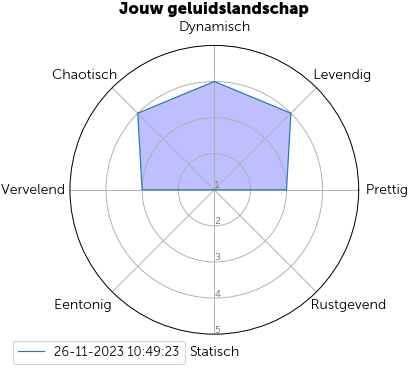 Jouw geluidslandschap
Dynamisch
Chaotisch
Levendig
Vervelend
1
Prettig
2
3
4
Eentonig
Rustgevend
5
26-11-2023 10:49:23
Statisch